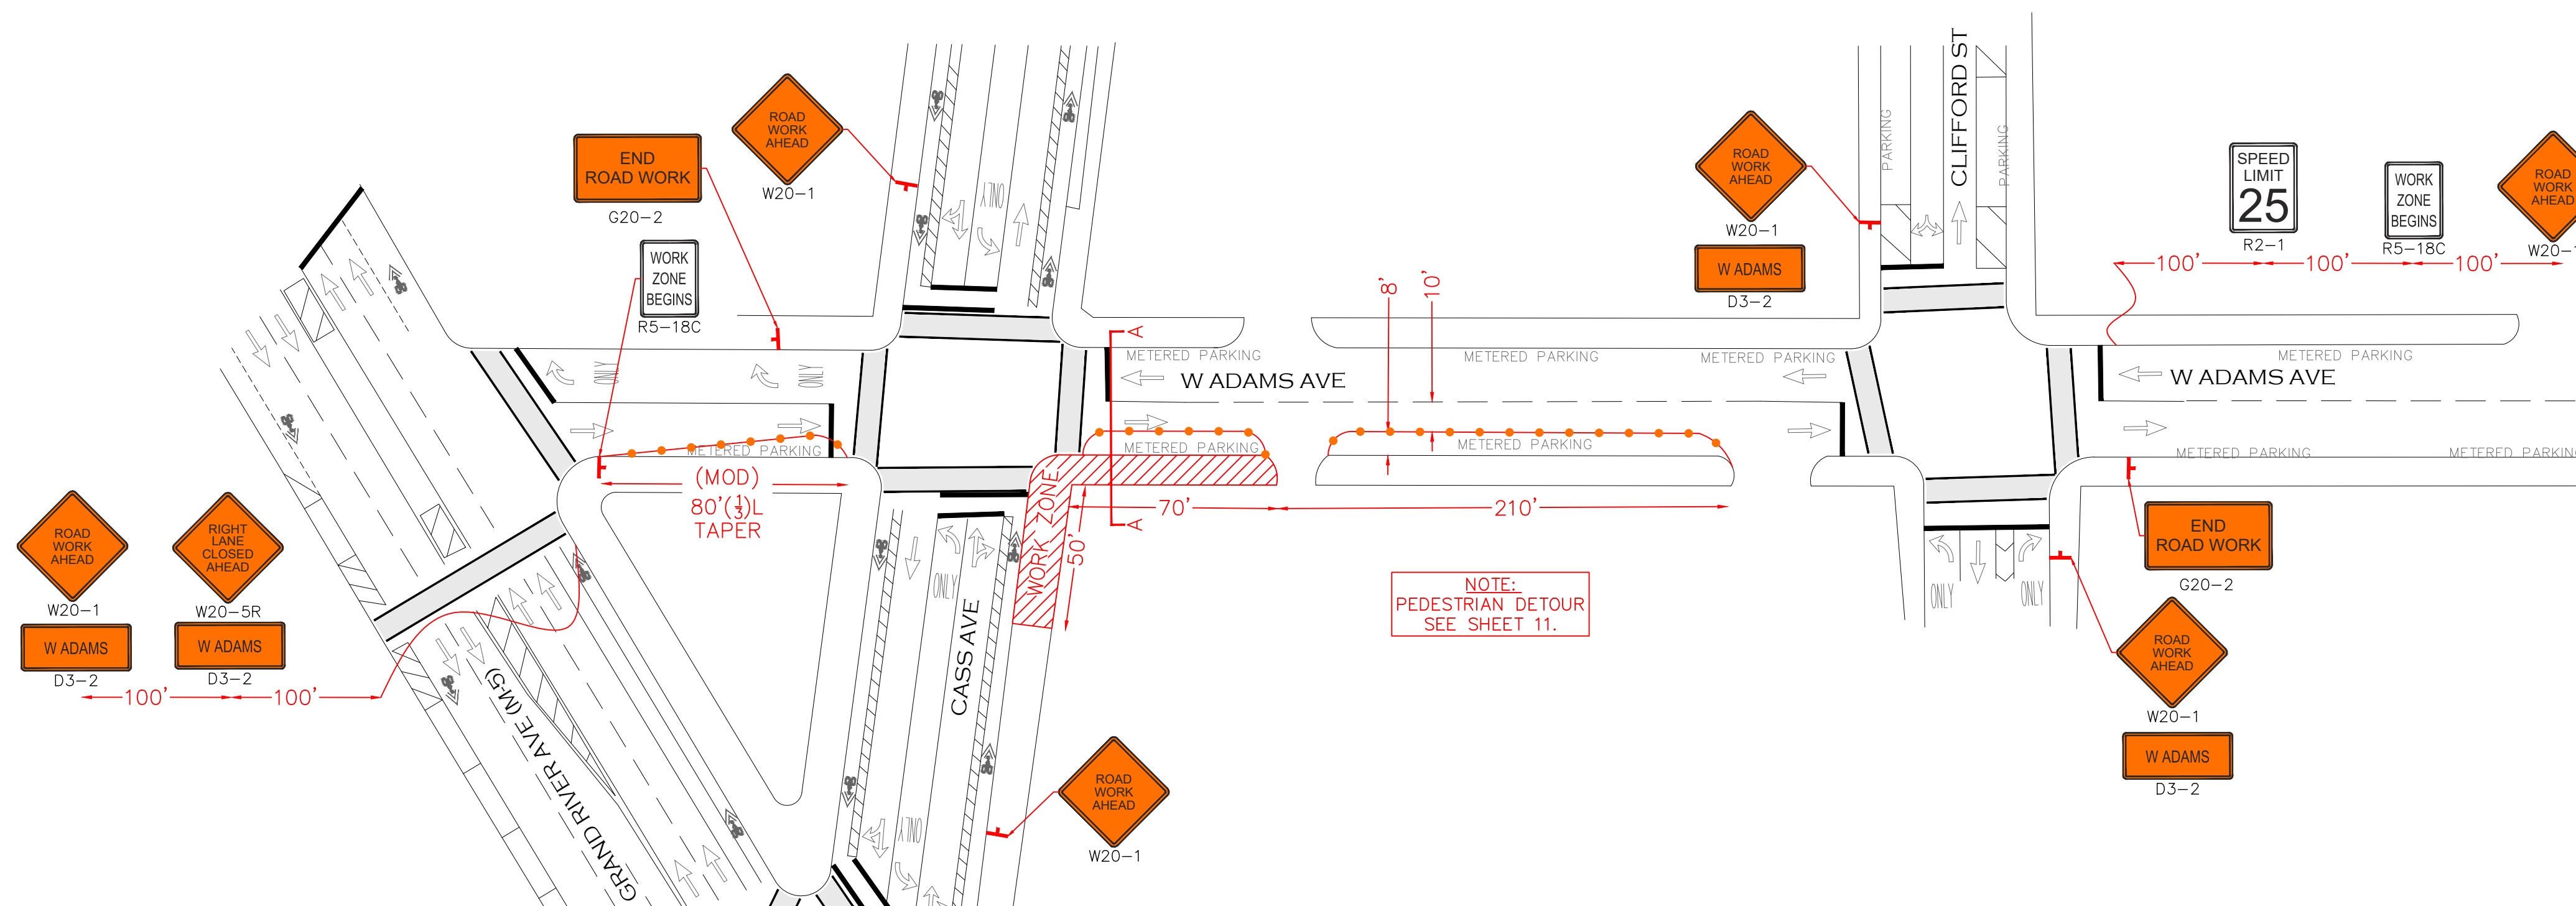 ROAD
WORK
AHEAD
W20-1
END
ROAD WORK
G20-2
WORK
ZONE
BEGINS
R5-18C
ONLY
ONLY
ONLY
METERED PARKING
(MOD)
80'(1/3)L
TAPER
ROAD
WORK
AHEAD
W20-1
W ADAMS
D3-2
RIGHT
LANE
CLOSED
AHEAD
W20-5R
W ADAMS
D3-2
100'
100'
GRAND RIVER AVE (M-5)
CASS AVE
ONLY
ONLY
ROAD
WORK
AHEAD
W20-1
WORK ZONE
50'
A
A
METERED PARKING
W ADAMS AVE
METERED PARKING
70'
210'
8'
10'
METERED PARKING
METERED PARKING
METERED PARKING
NOTE:
PEDESTRIAN DETOUR
SEE SHEET 11.
ROAD
WORK
AHEAD
W20-1
W ADAMS
D3-2
PARKING
CLIFFORD ST
PARKING
SPEED
LIMIT
25
R2-1
WORK
ZONE
BEGINS
R5-18C
ROAD
WORK
AHEAD
W20-1
100'
100'
100'
METERED PARKING
W ADAMS AVE
METERED PARKING
METERED PARKING
ONLY
ONLY
END
ROAD WORK
G20-2
ROAD
WORK
AHEAD
W20-1
W ADAMS
D3-2